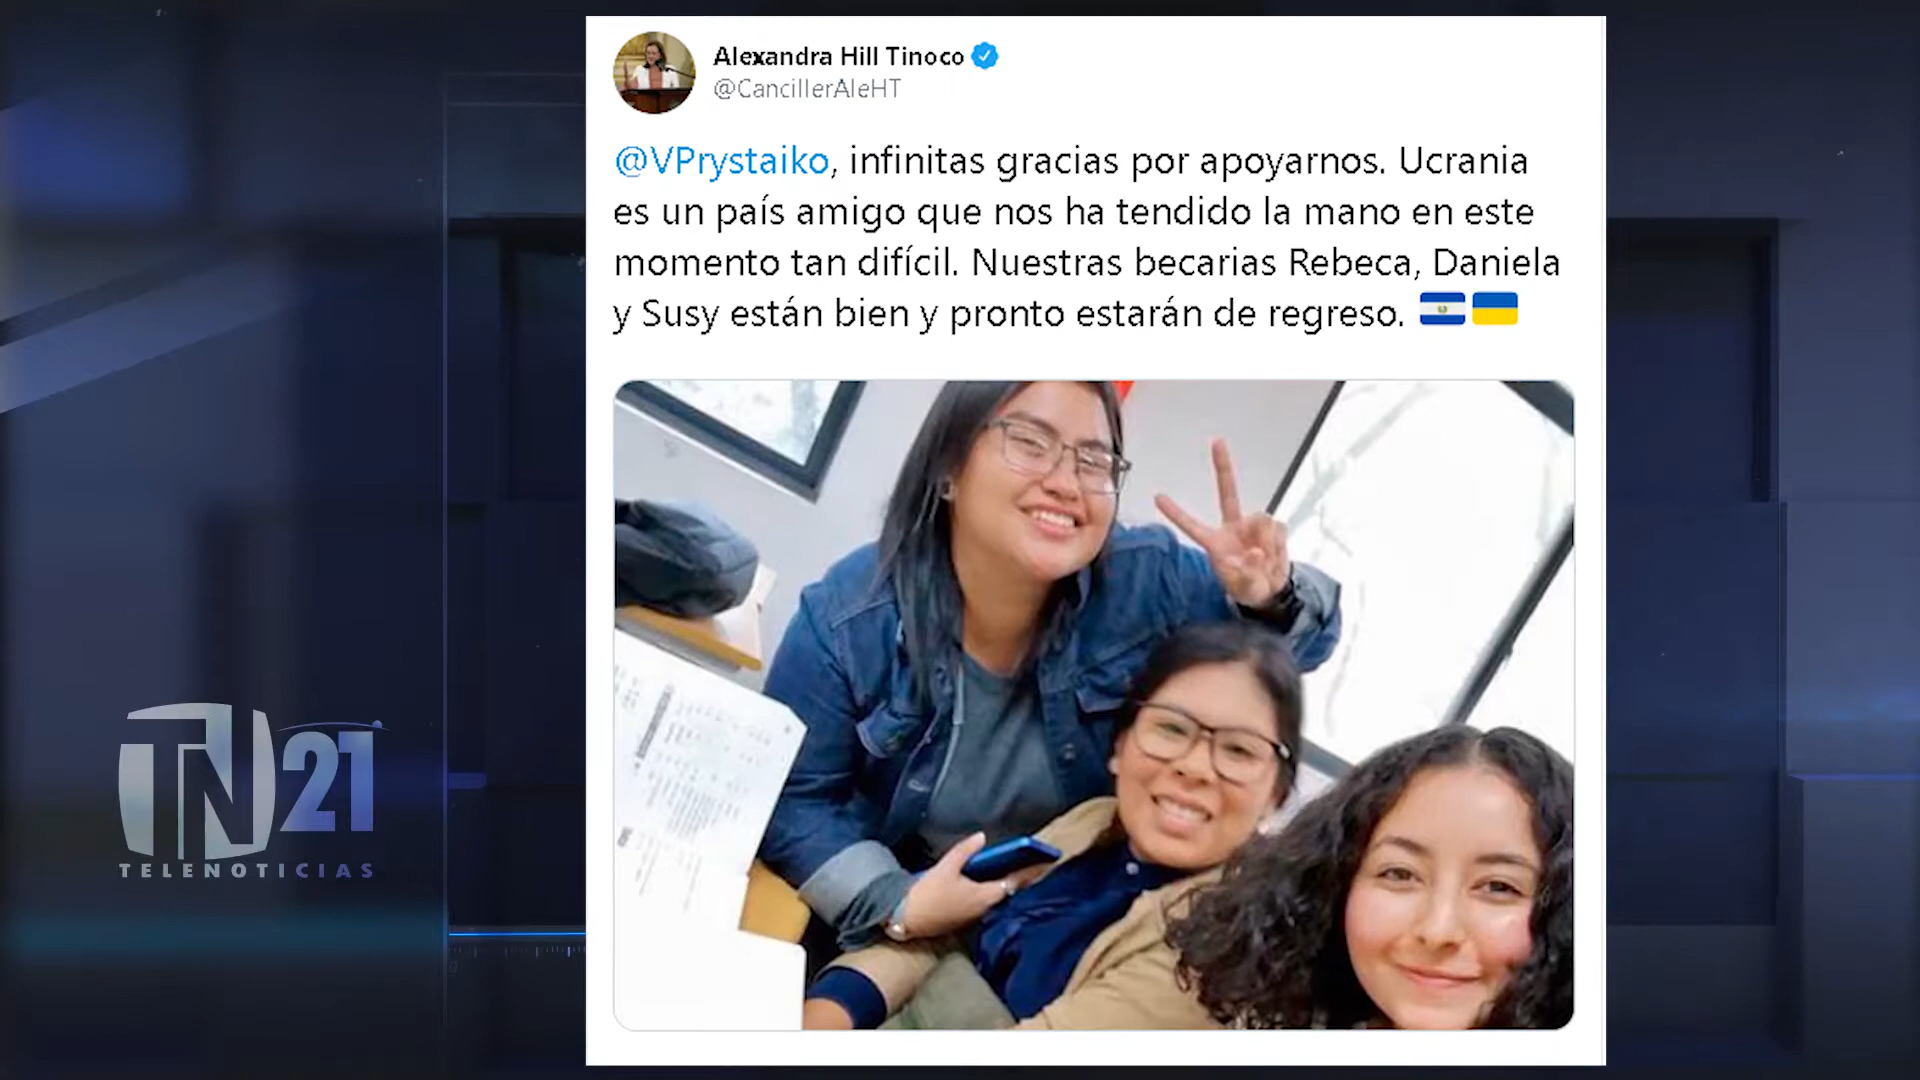 Alexandra Hill Tinoco
@CancillerAleHT
@VPrystaiko, infinitas gracias por apoyarnos. Ucrania
es un país amigo que nos ha tendido la mano en este
momento tan difícil. Nuestras becarias Rebeca, Daniela
y Susy están bien y pronto estarán de regreso.
TN21
TELENOTICIAS